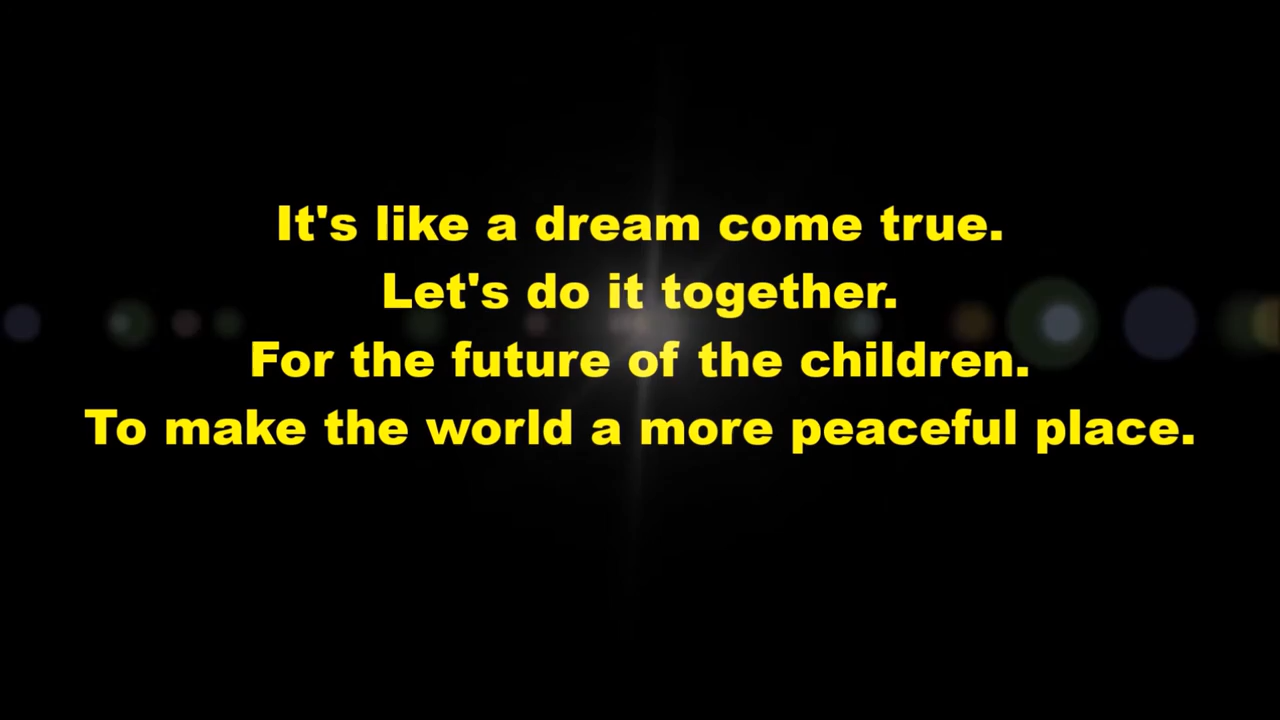 It's like a dream come true.
Let's do it together.
For the future of the children.
To make the world a more peaceful place.